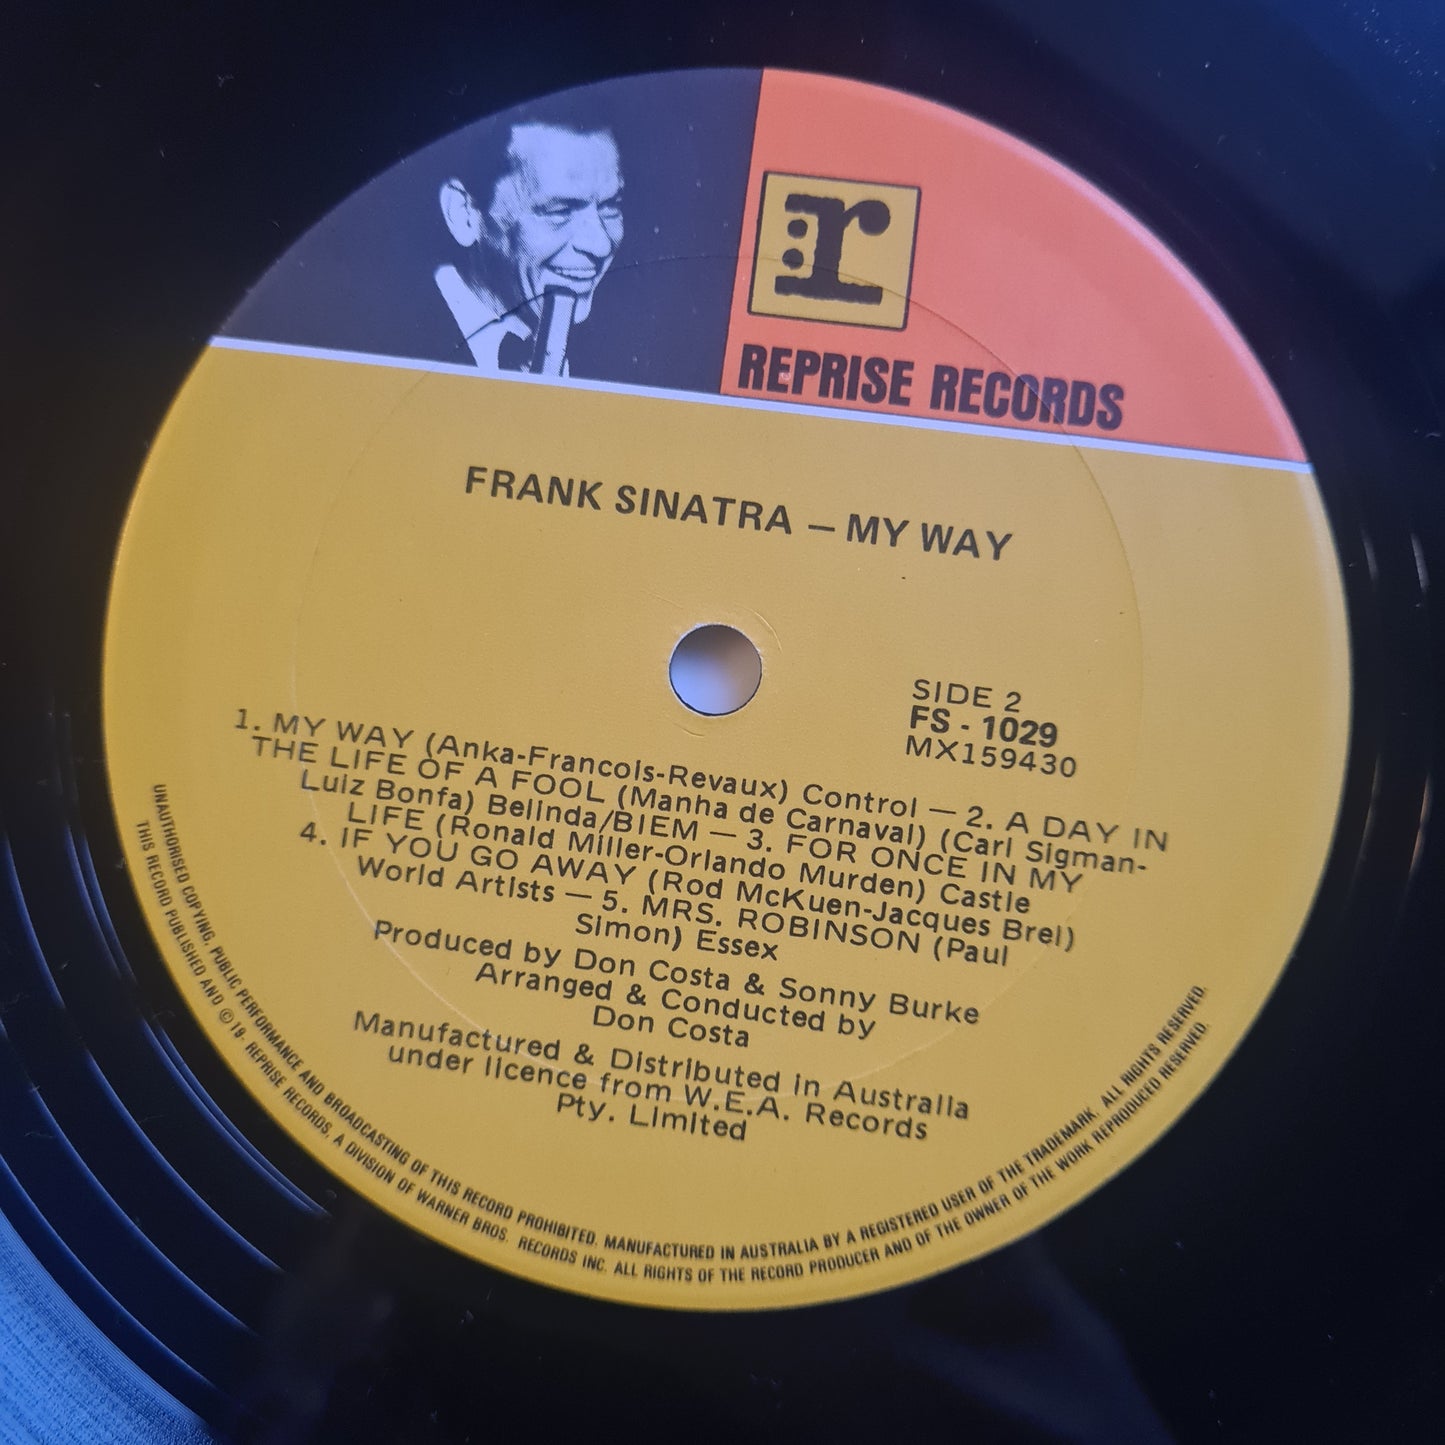 r
REPRISE RECORDS
FRANK SINATRA — MY WAY
SIDE 2
FS - 1029
MX159430
1. MY WAY (Anka-Francois-Revaux) Control — 2. A DAY IN
THE LIFE OF A FOOL (Manha de Carnaval) (Carl Sigman-
Luiz Bonfa) Belinda/BIEM — 3. FOR ONCE IN MY
LIFE (Ronald Miller-Orlando Murden) Castle
4. IF YOU GO AWAY (Rod McKuen-Jacques Brel)
World Artists — 5. MRS. ROBINSON (Paul
Simon) Essex
Produced by Don Costa & Sonny Burke
Arranged & Conducted by
Don Costa
Manufactured & Distributed in Australia
under licence from W.E.A. Records
Pty. Limited
UNAUTHORISED COPYING, PUBLIC PERFORMANCE AND BROADCASTING OF THIS RECORD PROHIBITED. MANUFACTURED IN AUSTRALIA BY A REGISTERED USER OF THE TRADEMARK. ALL RIGHTS RESERVED.
THIS RECORD PUBLISHED AND © 19- REPRISE RECORDS, A DIVISION OF WARNER BROS. RECORDS INC. ALL RIGHTS OF THE RECORD PRODUCER AND OF THE OWNER OF THE WORK REPRODUCED RESERVED.